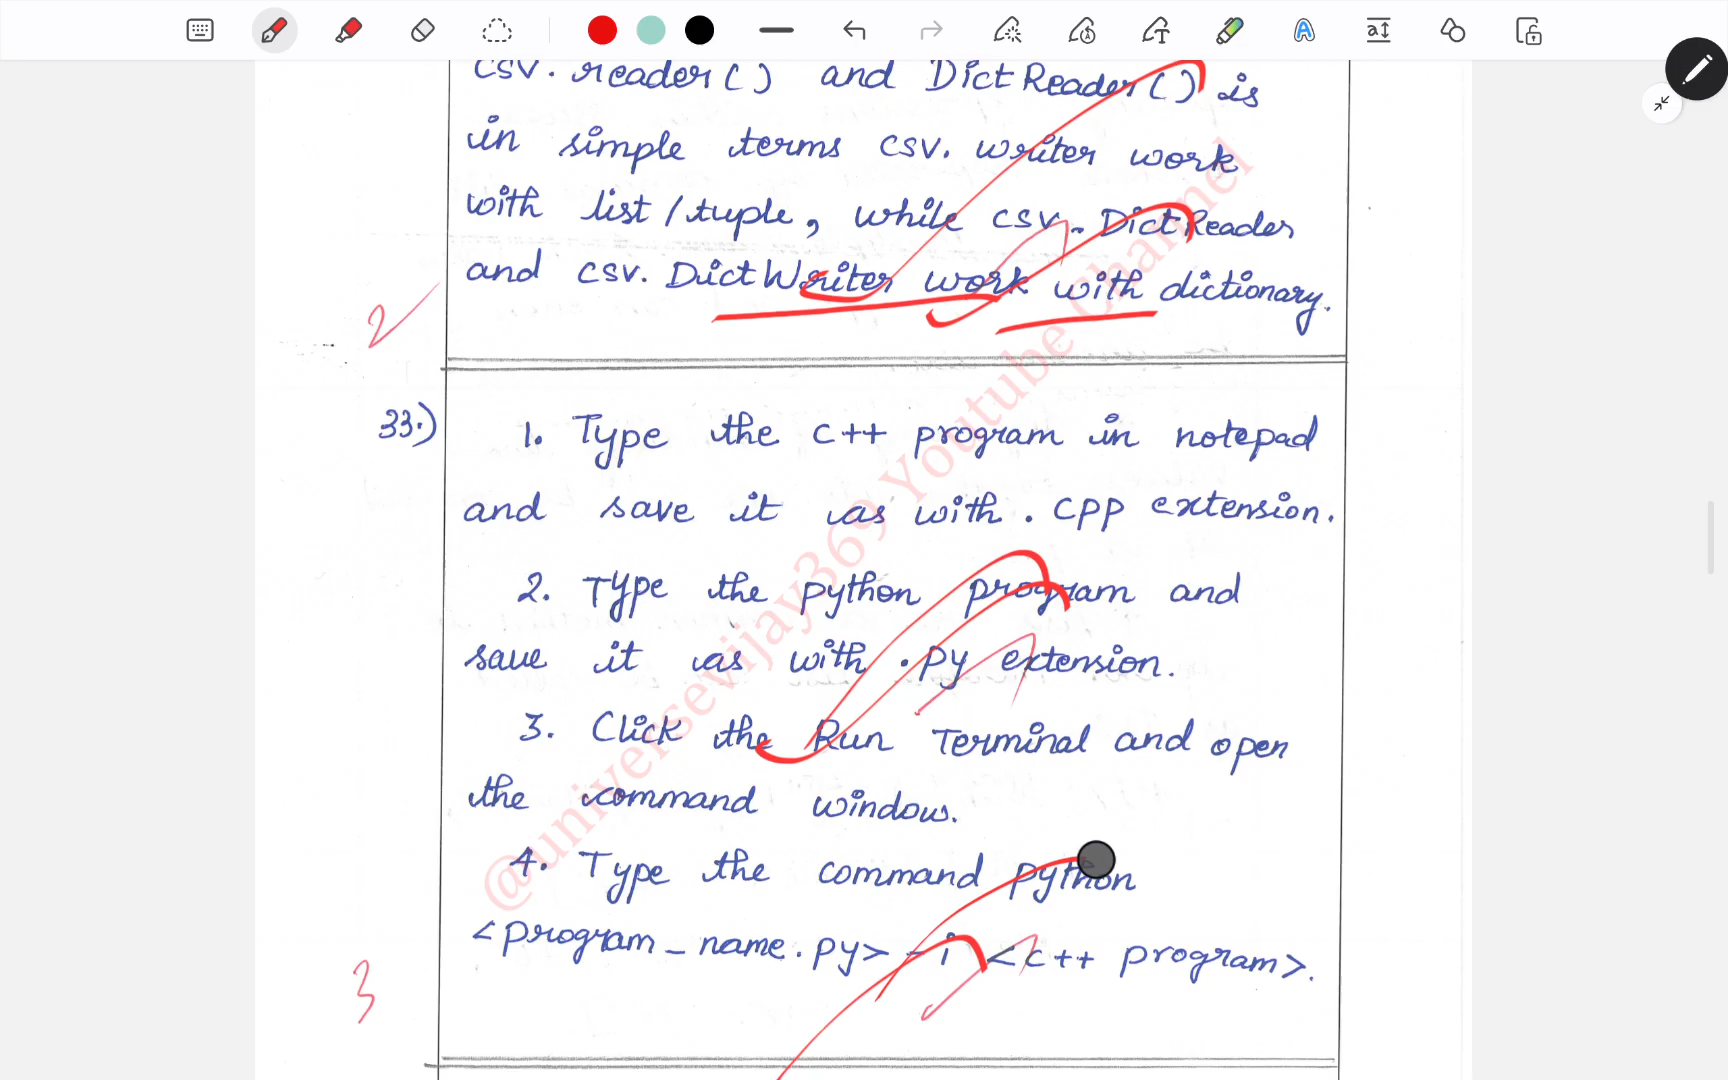 csv.reader() and DictReader() is
in simple terms csv.writer work
with list/tuple, while csv.DictReader
and csv.DictWriter work with dictionary.
2
33.) 1. Type the C++ program in notepad
and save it as with .cpp extension.
2. Type the python program and
save it as with .py extension.
3. Click the Run Terminal and open
the command window.
4. Type the command python
<program_name.py> -i <c++ program>.
3
@universevijay369 Youtube Channel